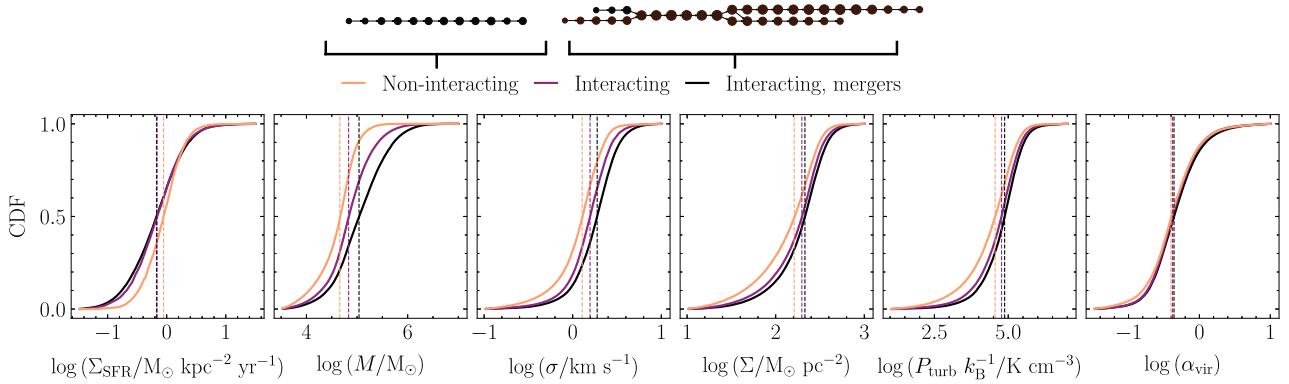 Non-interacting Interacting Interacting, mergers
CDF
1.0
0.5
0.0
−1 0 1
4 6
−1 0 1
1 2 3
2.5 5.0
−1 0 1
log (Σ_SFR/M_⊙ kpc⁻² yr⁻¹)
log (M/M_⊙)
log (σ/km s⁻¹)
log (Σ/M_⊙ pc⁻²)
log (P_turb k_B⁻¹/K cm⁻³)
log (α_vir)